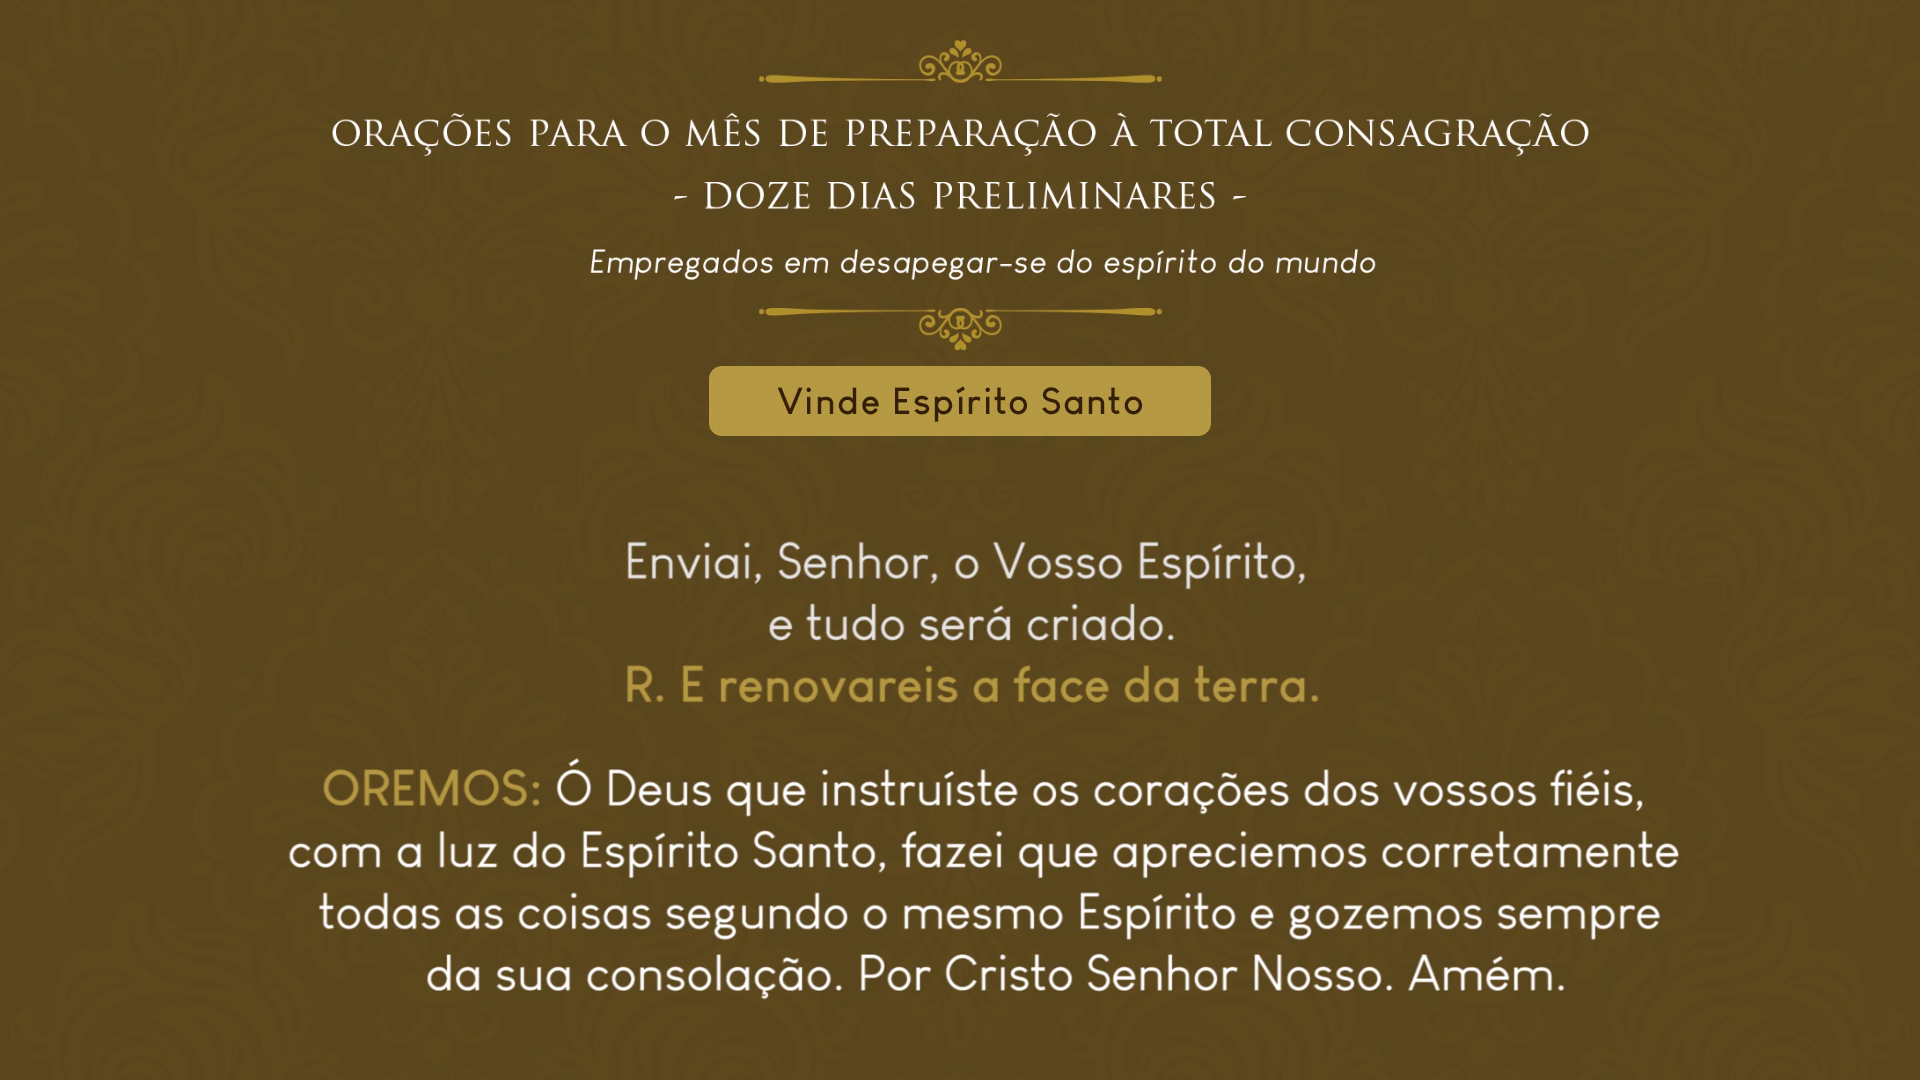 ORAÇÕES PARA O MÊS DE PREPARAÇÃO À TOTAL CONSAGRAÇÃO
- DOZE DIAS PRELIMINARES -
Empregados em desapegar-se do espírito do mundo
Vinde Espírito Santo
Enviai, Senhor, o Vosso Espírito,
e tudo será criado.
R. E renovareis a face da terra.
OREMOS: Ó Deus que instruíste os corações dos vossos fiéis,
com a luz do Espírito Santo, fazei que apreciemos corretamente
todas as coisas segundo o mesmo Espírito e gozemos sempre
da sua consolação. Por Cristo Senhor Nosso. Amém.